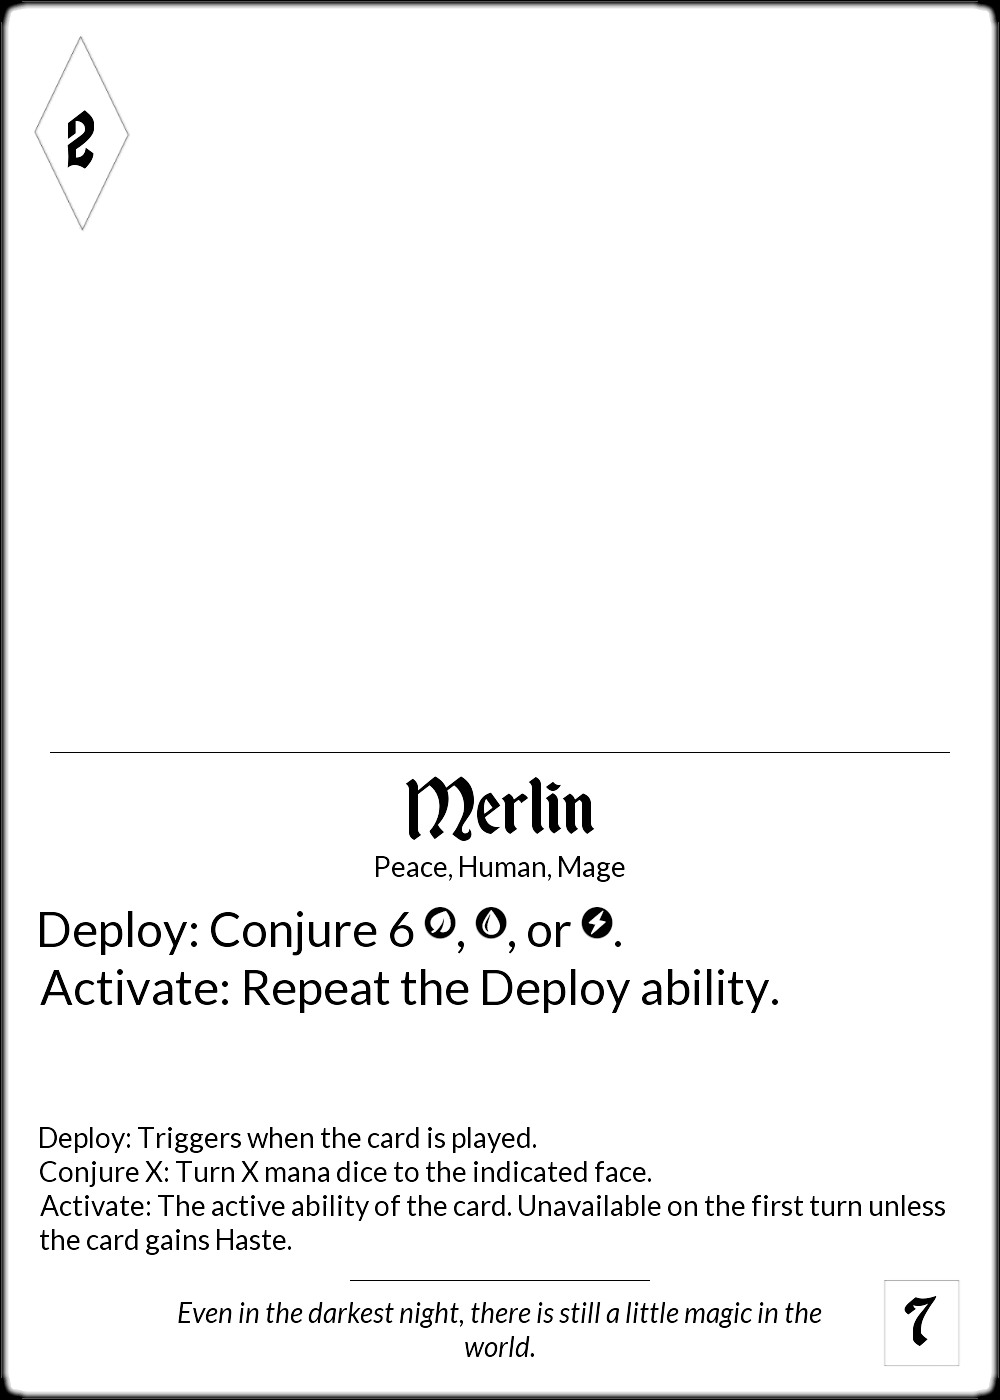 2
Merlin
Peace, Human, Mage
Deploy: Conjure 6 , , or .
Activate: Repeat the Deploy ability.
Deploy: Triggers when the card is played.
Conjure X: Turn X mana dice to the indicated face.
Activate: The active ability of the card. Unavailable on the first turn unless
the card gains Haste.
Even in the darkest night, there is still a little magic in the
world.
7